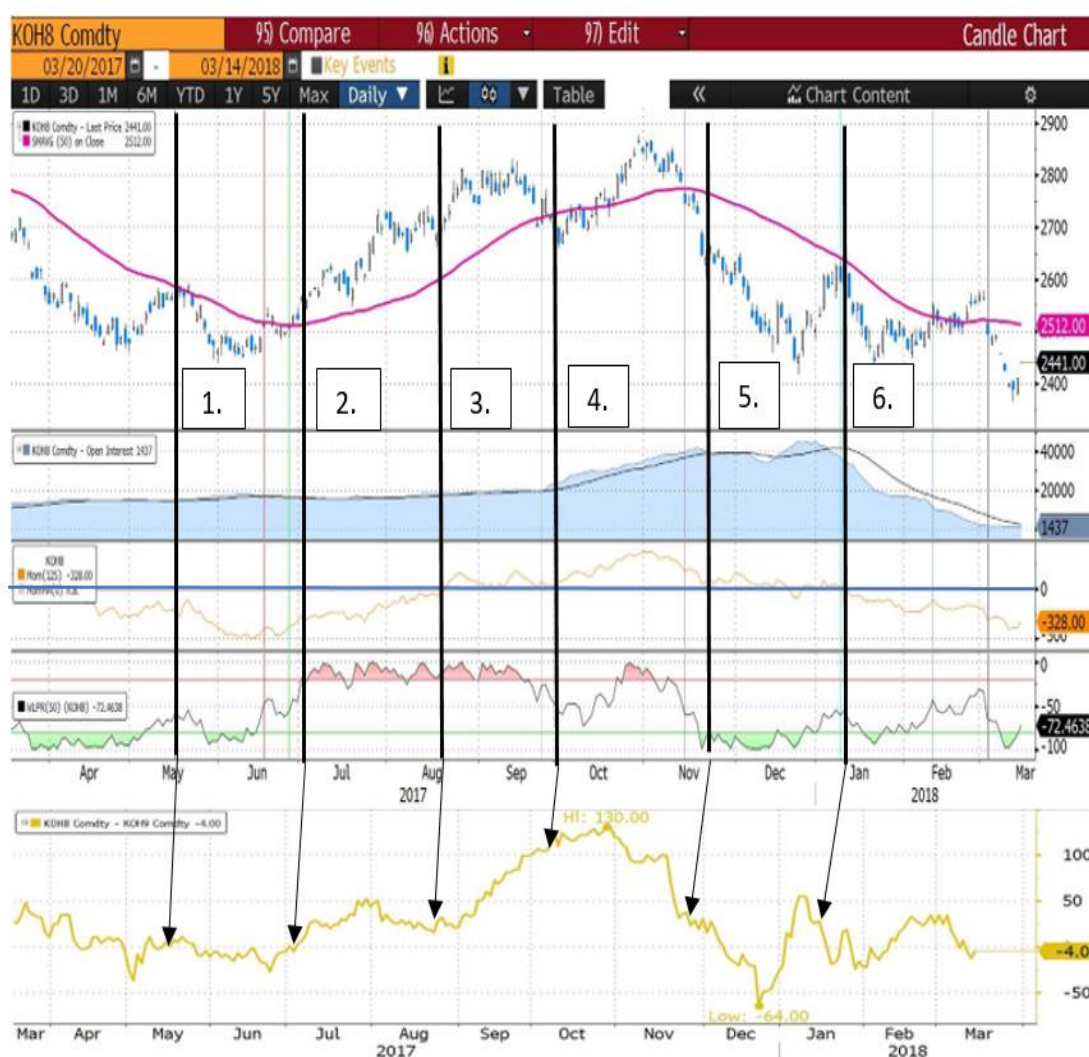 KOH8 Comdty 95) Compare 96) Actions 97) Edit Candle Chart
03/20/2017 - 03/14/2018 Key Events i
1D 3D 1M 6M YTD 1Y 5Y Max Daily ▼ Table « Chart Content
KOH8 Comdty - Last Price 2441.00
SMAVG (50) on Close 2512.00
2900
2800
2700
2600
2512.00
2441.00
2400
1. 2. 3. 4. 5. 6.
KOH8 Comdty - Open Interest 1437
40000
20000
1437
KOH8
Mom(125) -328.00
0
-328.00
0
-50
WLPR(50) (KOH8) -72.4638
-72.4638
-100
Apr May Jun Jul Aug Sep Oct Nov Dec Jan Feb Mar
2017 2018
KOH8 Comdty - KOH9 Comdty -4.00
Hi: 130.00
100
50
-4.0
-50
Low: -64.00
Mar Apr May Jun Jul Aug Sep Oct Nov Dec Jan Feb Mar
2017 2018